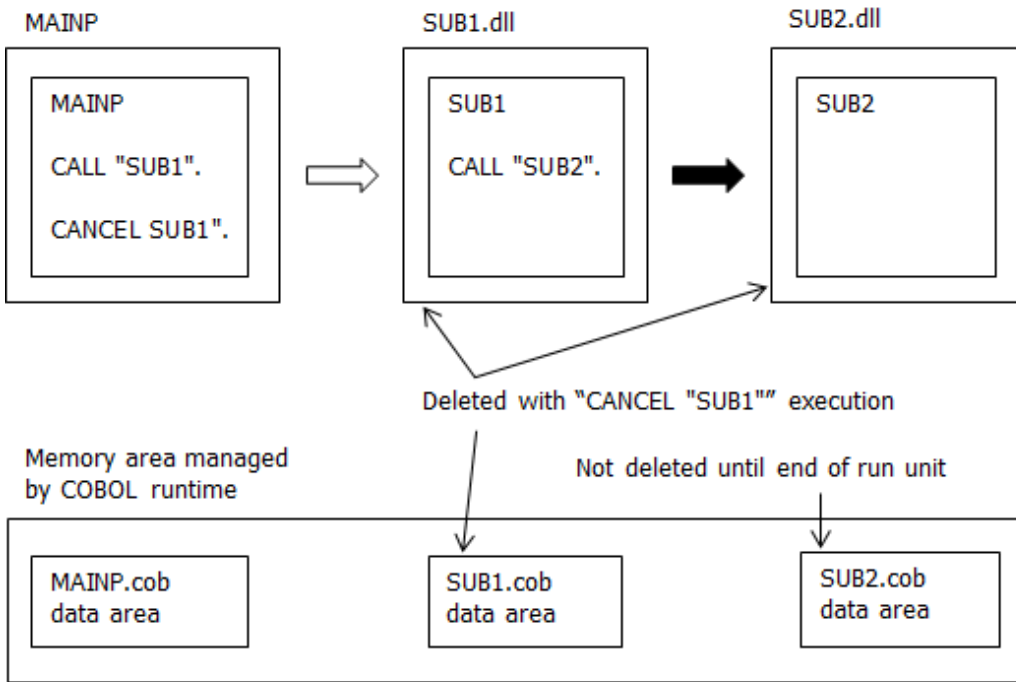 MAINP
SUB1.dll
SUB2.dll
MAINP
CALL "SUB1".
CANCEL SUB1".
SUB1
CALL "SUB2".
SUB2
Deleted with “CANCEL "SUB1"” execution
Memory area managed
by COBOL runtime
Not deleted until end of run unit
MAINP.cob
data area
SUB1.cob
data area
SUB2.cob
data area